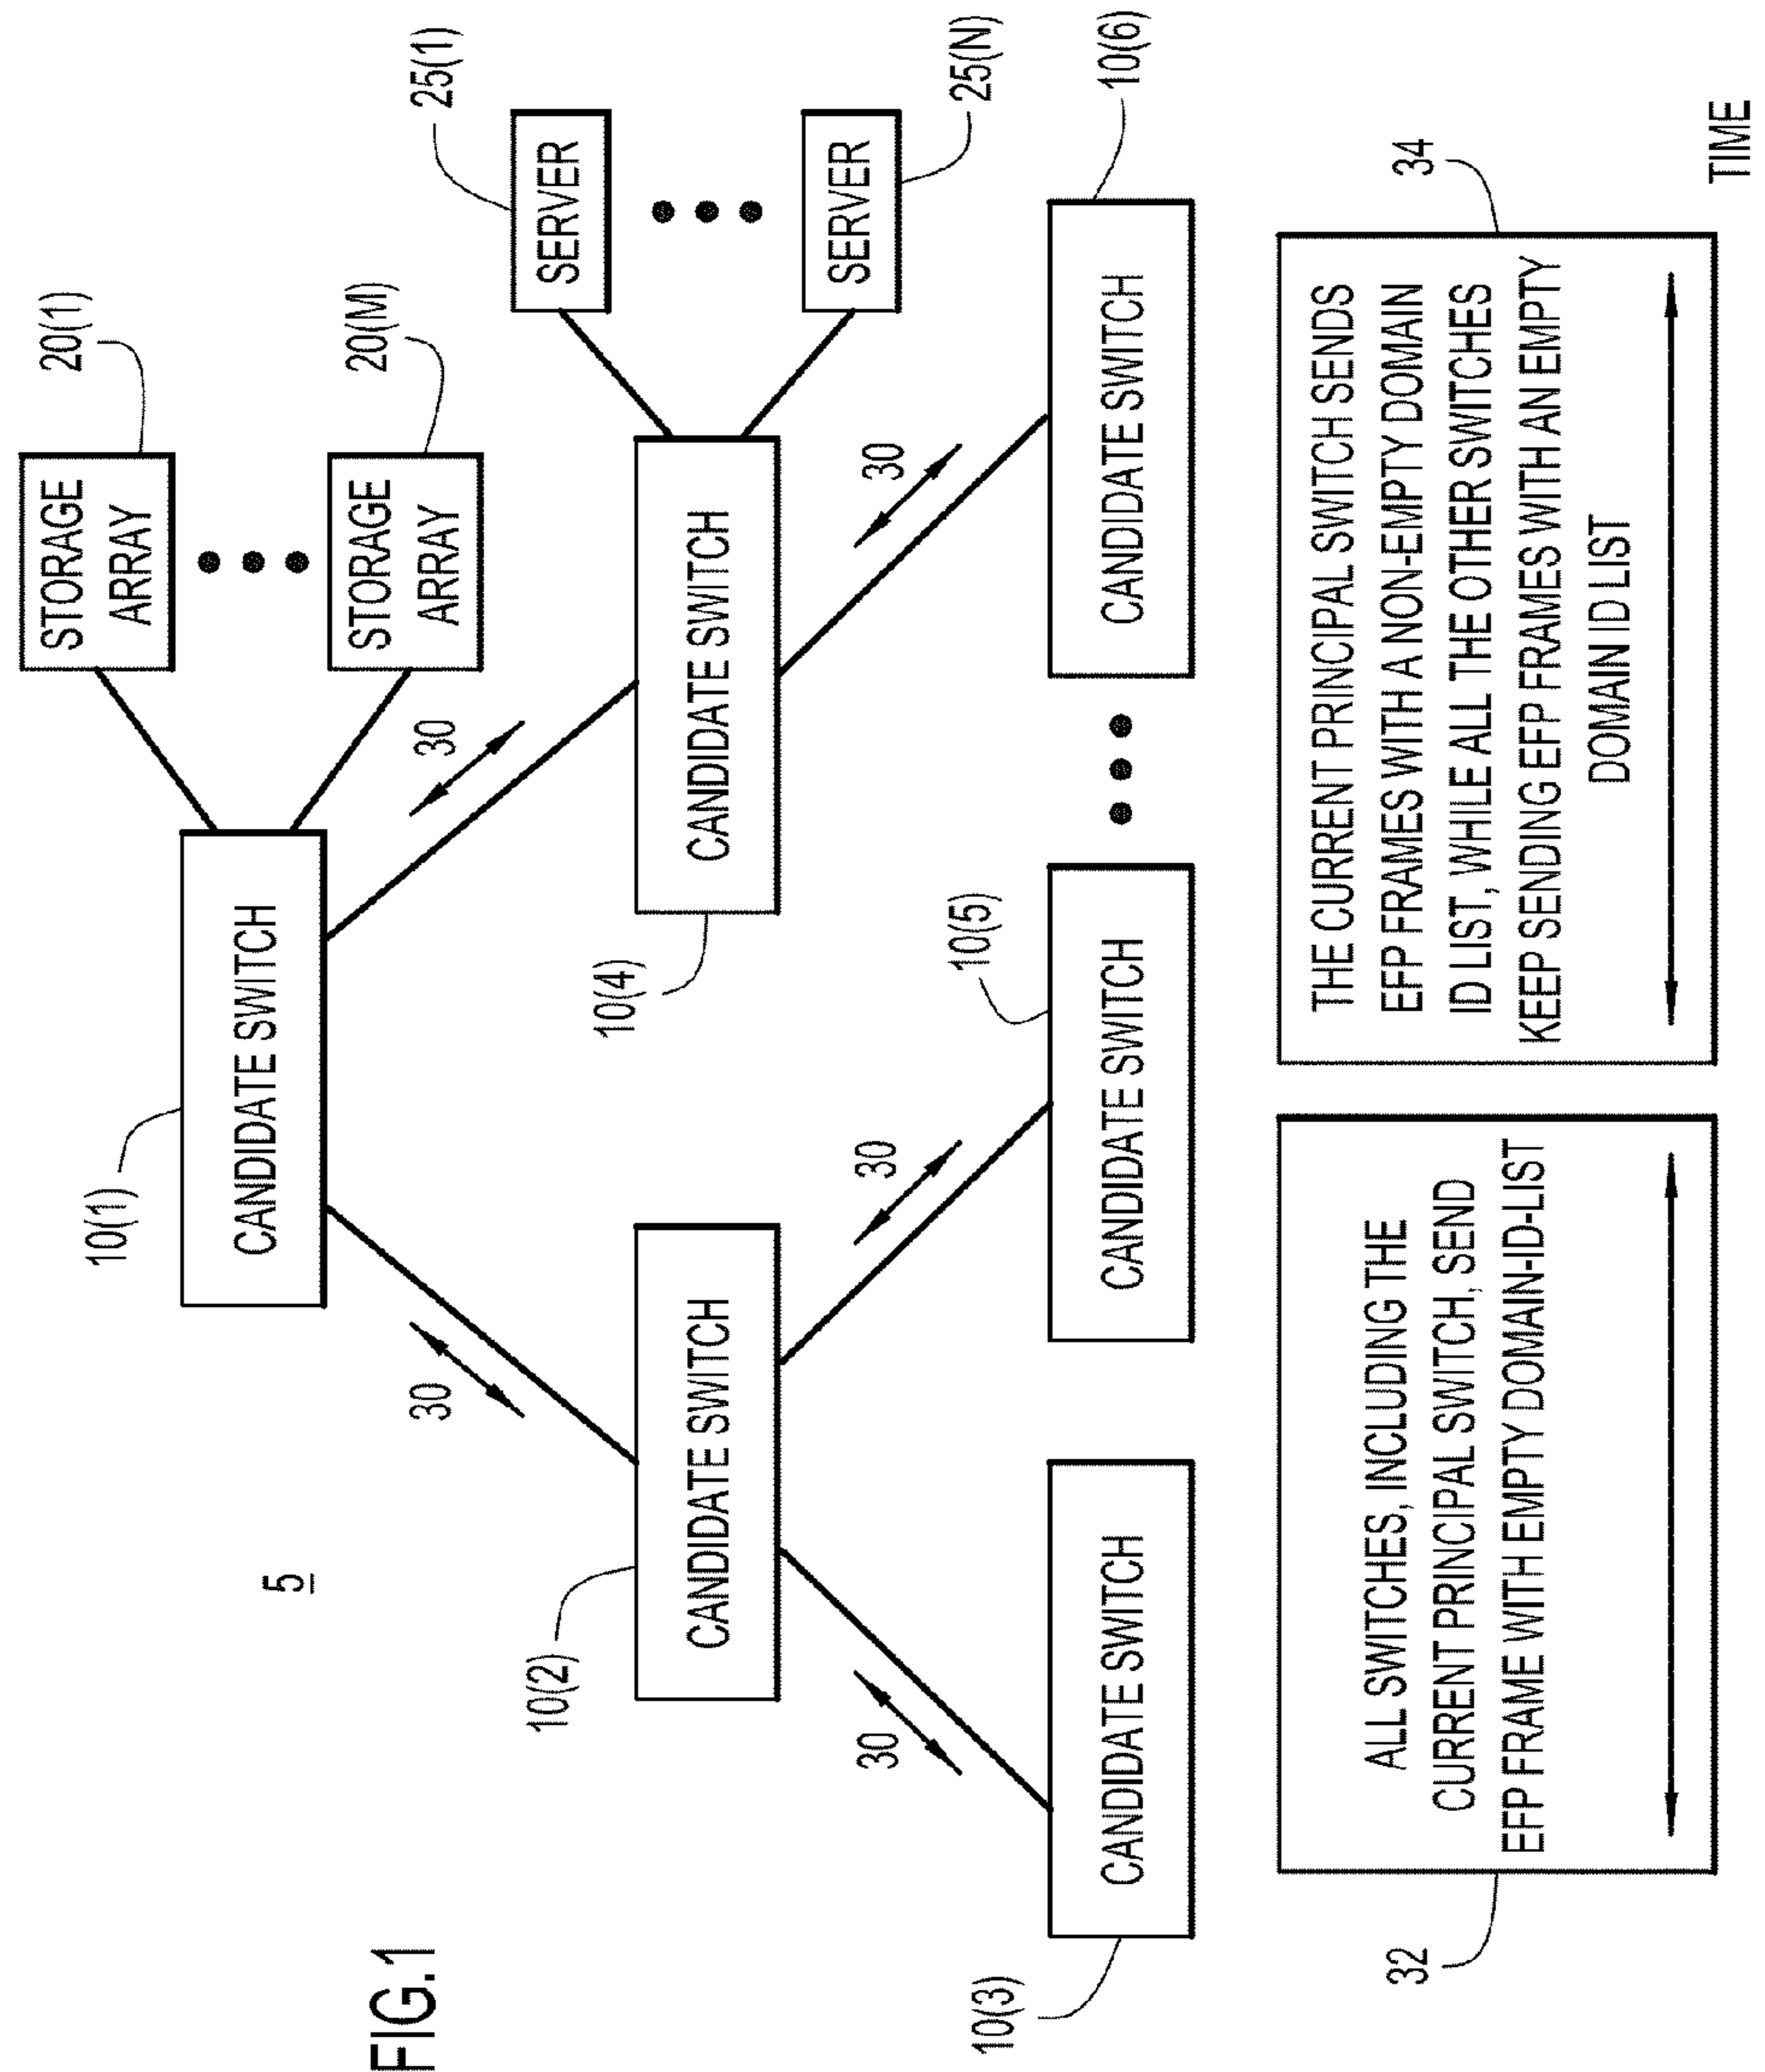 FIG.1
5
10(1)
CANDIDATE SWITCH
STORAGE
ARRAY
20(1)
STORAGE
ARRAY
20(M)
30
30
10(2)
CANDIDATE SWITCH
10(4)
CANDIDATE SWITCH
SERVER
25(1)
SERVER
25(N)
30
30
30
10(3)
CANDIDATE SWITCH
10(5)
CANDIDATE SWITCH
CANDIDATE SWITCH
10(6)
32
ALL SWITCHES, INCLUDING THE
CURRENT PRINCIPAL SWITCH, SEND
EFP FRAME WITH EMPTY DOMAIN-ID-LIST
34
THE CURRENT PRINCIPAL SWITCH SENDS
EFP FRAMES WITH A NON-EMPTY DOMAIN
ID LIST, WHILE ALL THE OTHER SWITCHES
KEEP SENDING EFP FRAMES WITH AN EMPTY
DOMAIN ID LIST
TIME